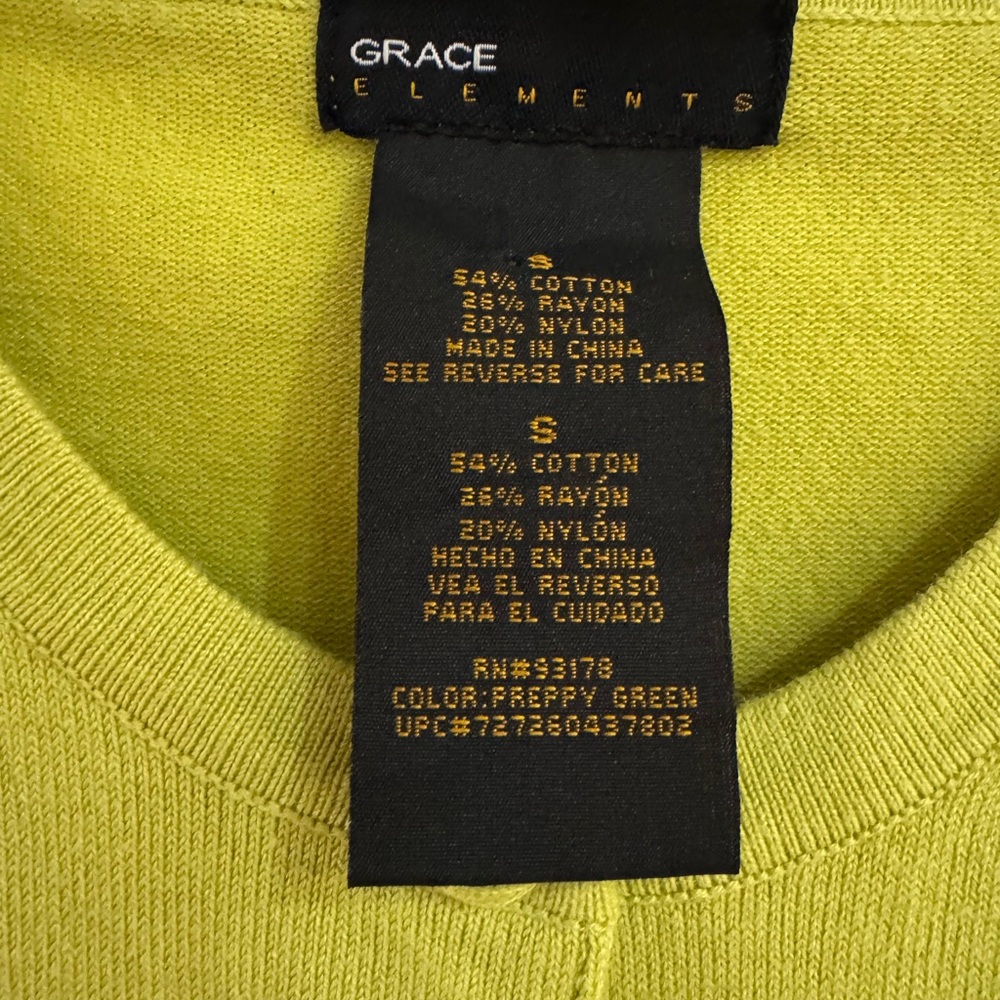 GRACE
ELEMENTS
S
54% COTTON
26% RAYON
20% NYLON
MADE IN CHINA
SEE REVERSE FOR CARE
S
54% COTTON
26% RAYÓN
20% NYLÓN
HECHO EN CHINA
VEA EL REVERSO
PARA EL CUIDADO
RN#93178
COLOR:PREPPY GREEN
UPC#727260437802